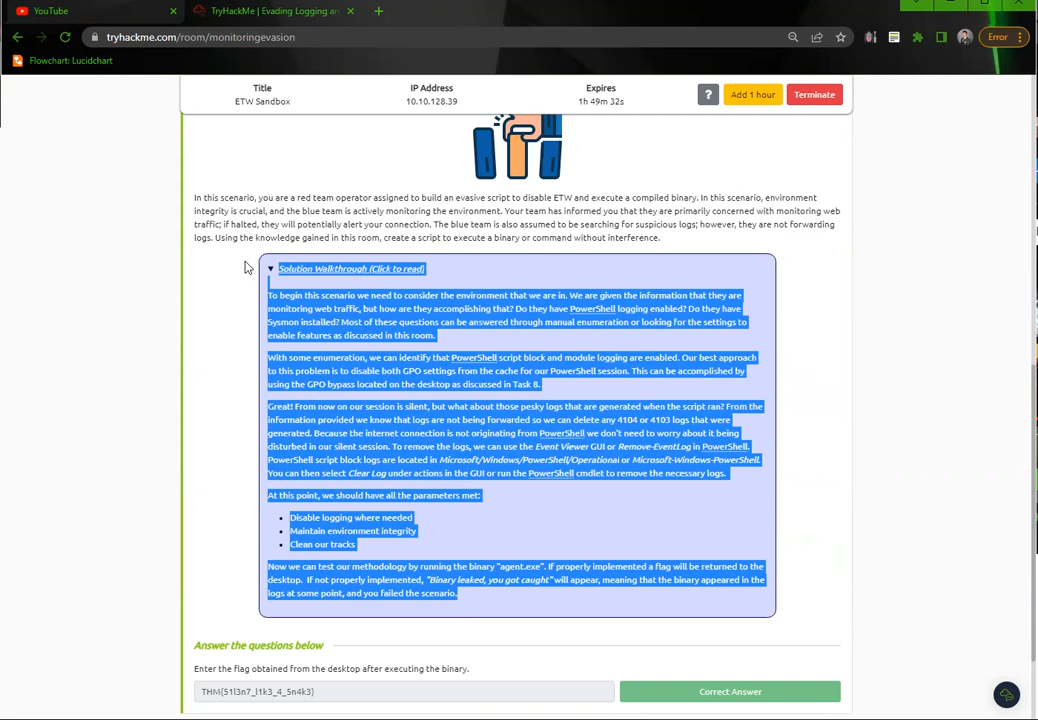 YouTube
TryHackMe | Evading Logging an
tryhackme.com/room/monitoringevasion
Error
Flowchart: Lucidchart
Title
ETW Sandbox
IP Address
10.10.128.39
Expires
1h 49m 32s
?
Add 1 hour
Terminate
In this scenario, you are a red team operator assigned to build an evasive script to disable ETW and execute a compiled binary. In this scenario, environment
integrity is crucial, and the blue team is actively monitoring the environment. Your team has informed you that they are primarily concerned with monitoring web
traffic; if halted, they will potentially alert your connection. The blue team is also assumed to be searching for suspicious logs; however, they are not forwarding
logs. Using the knowledge gained in this room, create a script to execute a binary or command without interference.
Solution Walkthrough (Click to read)
To begin this scenario we need to consider the environment that we are in. We are given the information that they are
monitoring web traffic, but how are they accomplishing that? Do they have PowerShell logging enabled? Do they have
Sysmon installed? Most of these questions can be answered through manual enumeration or looking for the settings to
enable features as discussed in this room.
With some enumeration, we can identify that PowerShell script block and module logging are enabled. Our best approach
to this problem is to disable both GPO settings from the cache for our PowerShell session. This can be accomplished by
using the GPO bypass located on the desktop as discussed in Task 8.
Great! From now on our session is silent, but what about those pesky logs that are generated when the script ran? From the
information provided we know that logs are not being forwarded so we can delete any 4104 or 4103 logs that were
generated. Because the internet connection is not originating from PowerShell we don't need to worry about it being
disturbed in our silent session. To remove the logs, we can use the Event Viewer GUI or Remove-EventLog in PowerShell.
PowerShell script block logs are located in Microsoft/Windows/PowerShell/Operational or Microsoft-Windows-PowerShell.
You can then select Clear Log under actions in the GUI or run the PowerShell cmdlet to remove the necessary logs.
At this point, we should have all the parameters met:
Disable logging where needed
Maintain environment integrity
Clean our tracks
Now we can test our methodology by running the binary "agent.exe". If properly implemented a flag will be returned to the
desktop. If not properly implemented, "Binary leaked, you got caught" will appear, meaning that the binary appeared in the
logs at some point, and you failed the scenario.
Answer the questions below
Enter the flag obtained from the desktop after executing the binary.
THM{51l3n7_l1k3_4_5n4k3}
Correct Answer